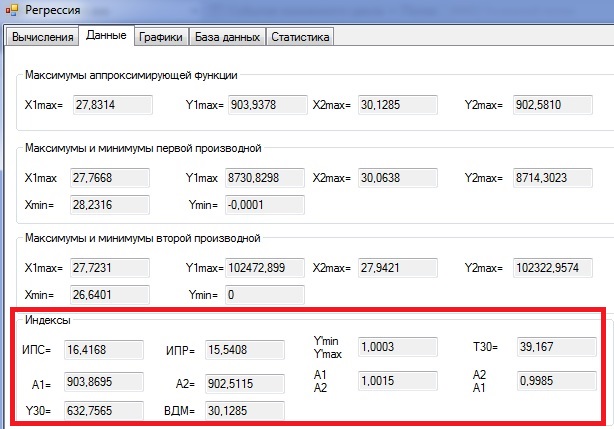 Регрессия
Вычисления Данные Графики База данных Статистика
Максимумы аппроксимирующей функции
X1max= 27,8314 Y1max= 903,9378 X2max= 30,1285 Y2max= 902,5810
Максимумы и минимумы первой производной
X1max 27,7668 Y1max 8730,8298 X2max= 30,0638 Y2max= 8714,3023
Xmin= 28,2316 Ymin= -0,0001
Максимумы и минимумы второй производной
X1max= 27,7231 Y1max= 102472,899 X2max= 27,9421 Y2max= 102322,9574
Xmin= 26,6401 Ymin= 0
Индексы
ИПС= 16,4168 ИПР= 15,5408 Y'min Y'max 1,0003 T30= 39,167
A1= 903,8695 A2= 902,5115 A1 A2 1,0015 A2 A1 0,9985
Y30= 632,7565 ВДМ= 30,1285